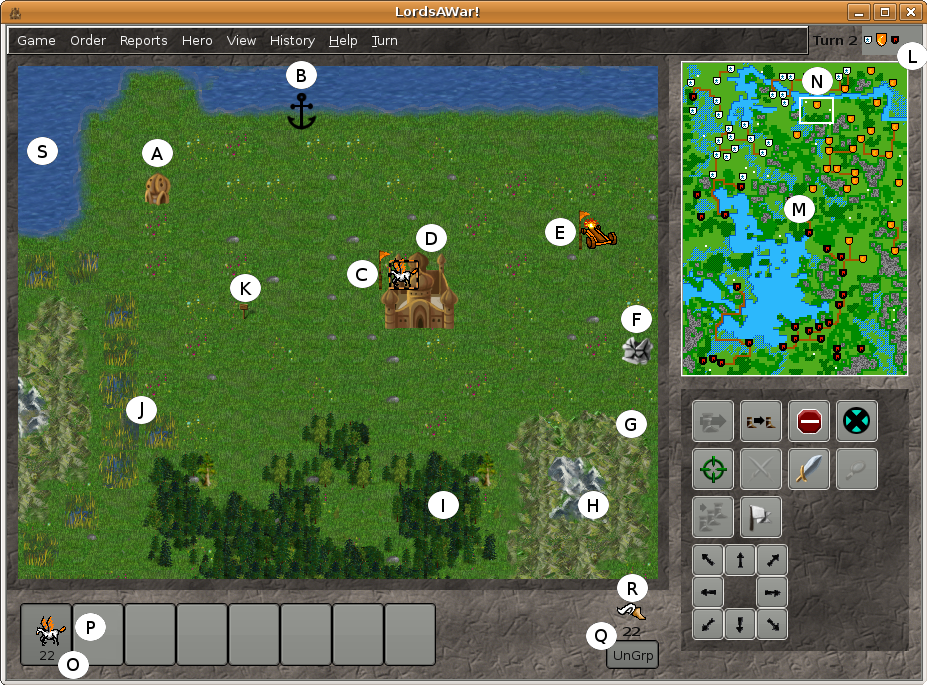 LordsAWar!
Game Order Reports Hero View History Help Turn
Turn 2
L
B
N
S
A
M
E
D
C
K
F
J
G
I
H
R
P
22
O
Q
22
UnGrp